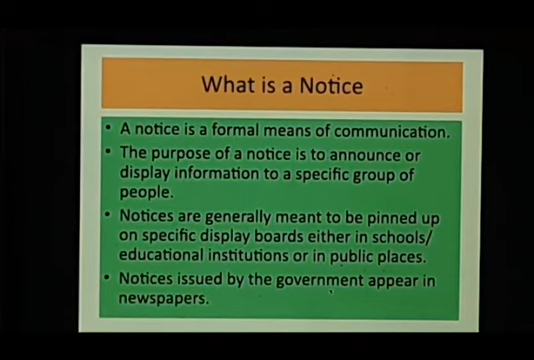 What is a Notice
• A notice is a formal means of communication.
• The purpose of a notice is to announce or
display information to a specific group of
people.
• Notices are generally meant to be pinned up
on specific display boards either in schools/
educational institutions or in public places.
• Notices issued by the government appear in
newspapers.